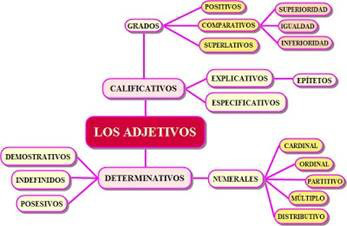 POSITIVOS
SUPERIORIDAD
GRADOS
COMPARATIVOS
IGUALDAD
SUPERLATIVOS
INFERIORIDAD
CALIFICATIVOS
EXPLICATIVOS
EPÍTETOS
ESPECIFICATIVOS
LOS ADJETIVOS
DEMOSTRATIVOS
INDEFINIDOS
POSESIVOS
DETERMINATIVOS
NUMERALES
CARDINAL
ORDINAL
PARTITIVO
MÚLTIPLO
DISTRIBUTIVO